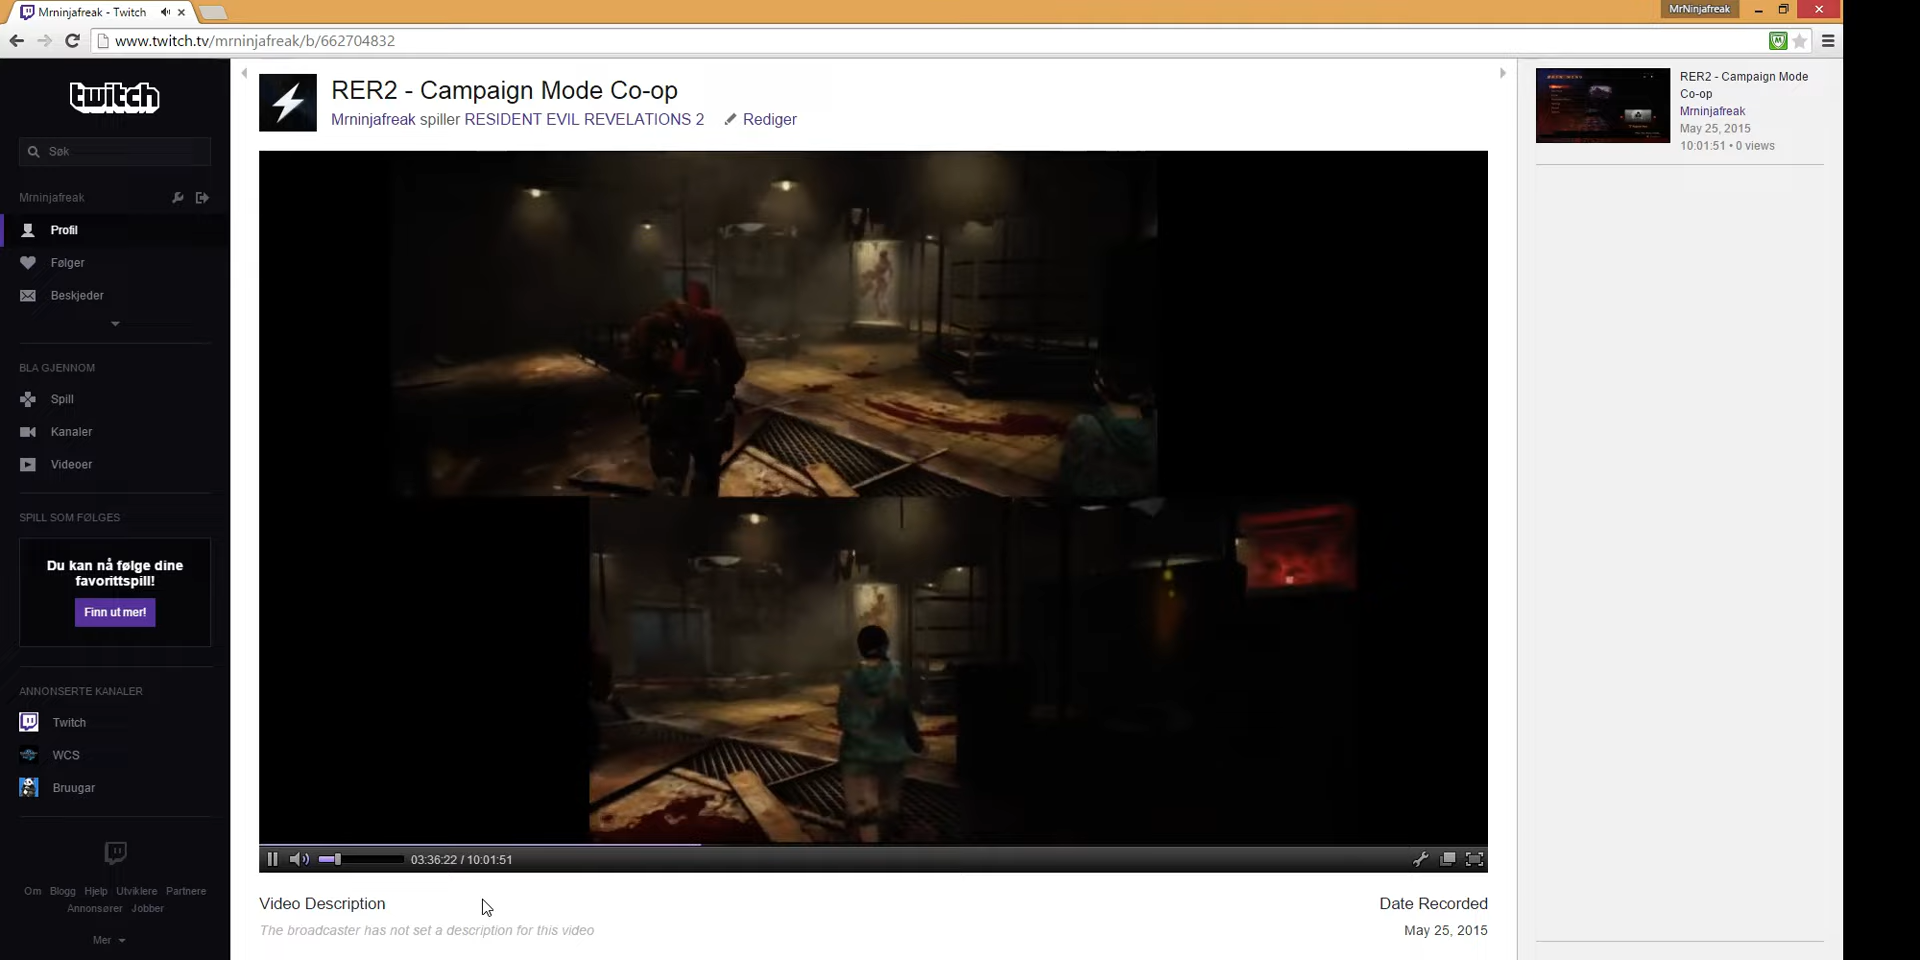 Mrninjafreak - Twitch
MrNinjafreak
www.twitch.tv/mrninjafreak/b/662704832
twitch
Søk
Mrninjafreak
Profil
Følger
Beskjeder
BLA GJENNOM
Spill
Kanaler
Videoer
SPILL SOM FØLGES
Du kan nå følge dine
favorittspill!
Finn ut mer!
ANNONSERTE KANALER
Twitch
WCS
Bruugar
Om Blogg Hjelp Utviklere Partnere
Annonsører Jobber
Mer
RER2 - Campaign Mode Co-op
Mrninjafreak spiller RESIDENT EVIL REVELATIONS 2 Rediger
03:36:22 / 10:01:51
Video Description
The broadcaster has not set a description for this video
Date Recorded
May 25, 2015
RER2 - Campaign Mode
Co-op
Mrninjafreak
May 25, 2015
10:01:51 • 0 views